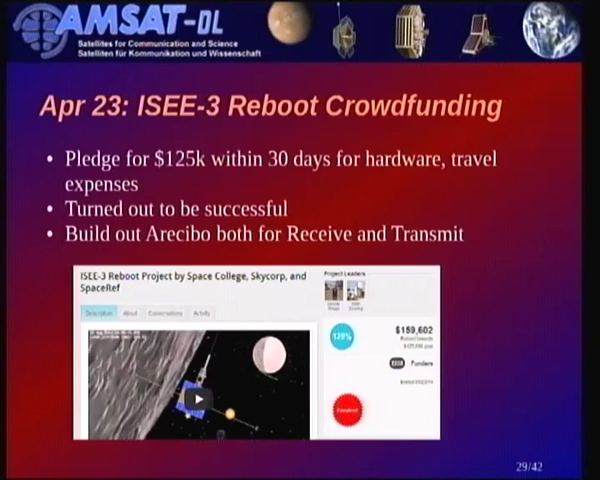 AMSAT-DL
Satellites for Communication and Science
Satelliten für Kommunikation und Wissenschaft
Apr 23: ISEE-3 Reboot Crowdfunding
• Pledge for $125k within 30 days for hardware, travel
expenses
• Turned out to be successful
• Build out Arecibo both for Receive and Transmit
ISEE-3 Reboot Project by Space College, Skycorp, and
SpaceRef
Project Leaders
Description About Conversations Activity
$159,602
Funders
29/42